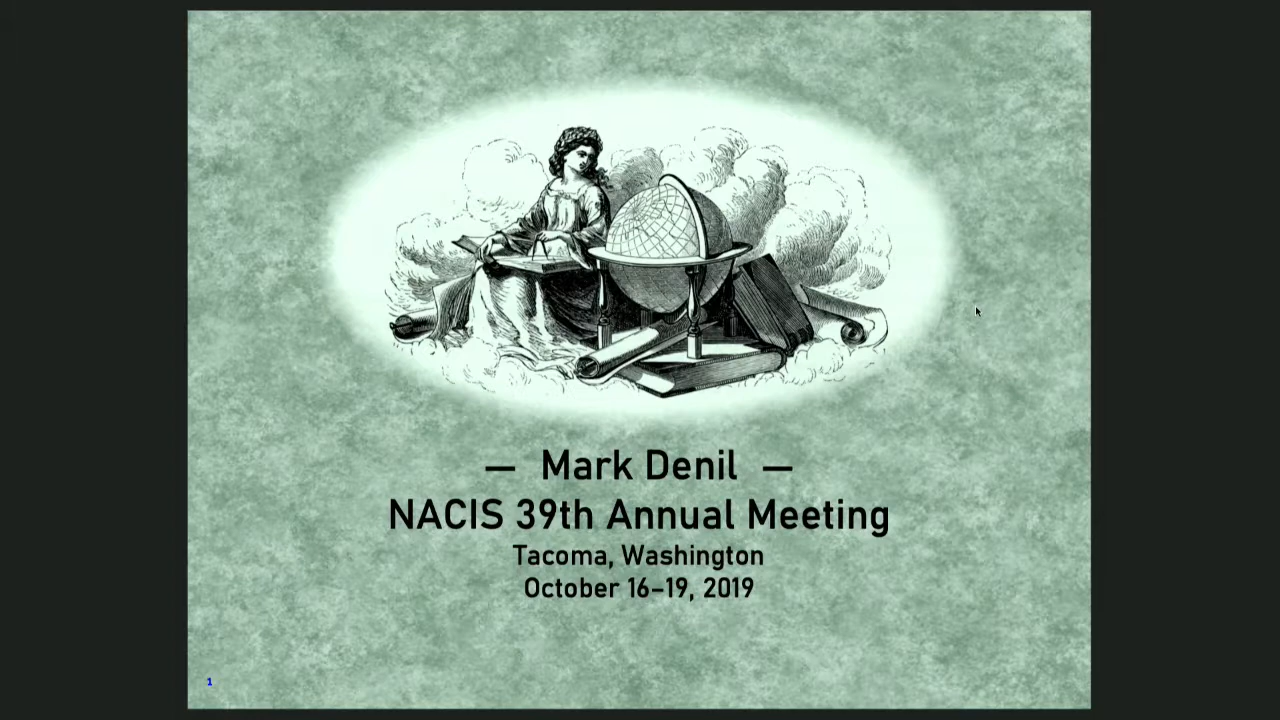 — Mark Denil —
NACIS 39th Annual Meeting
Tacoma, Washington
October 16–19, 2019
1